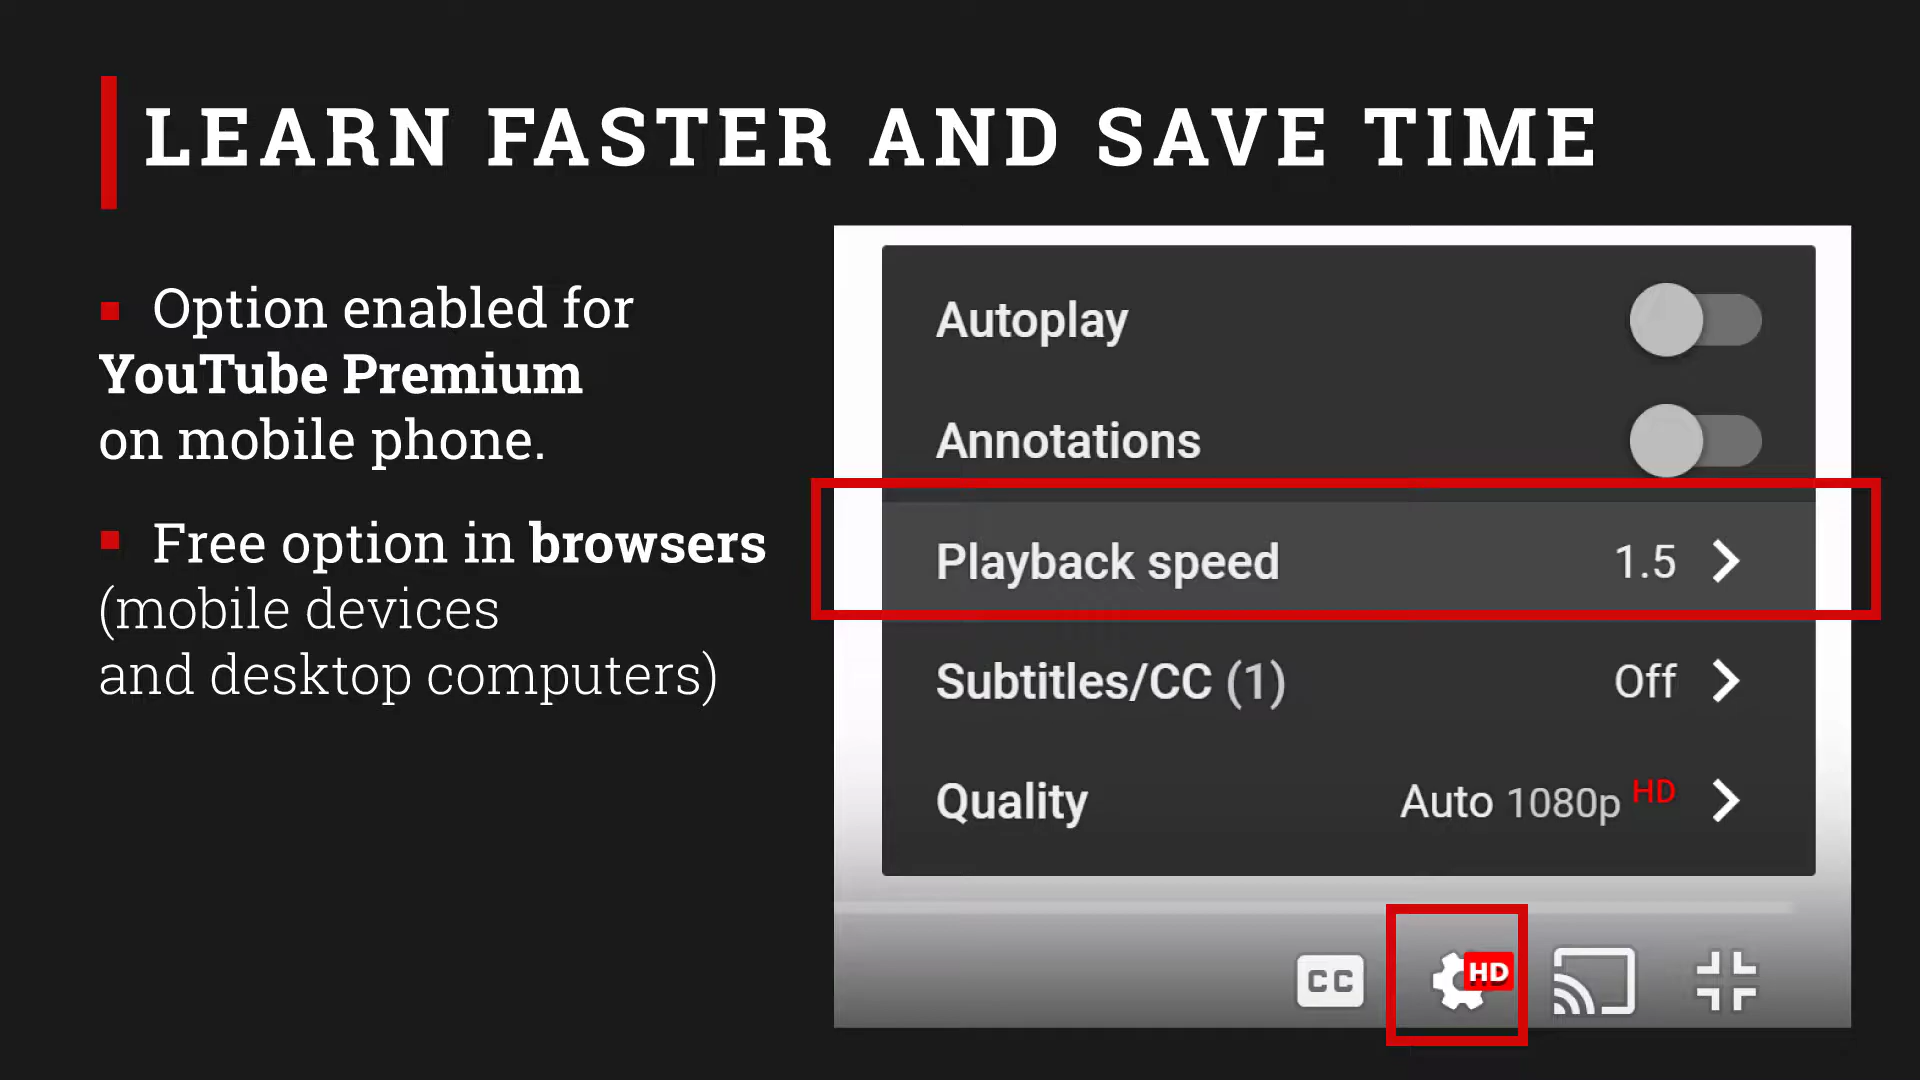 LEARN FASTER AND SAVE TIME
Option enabled for
YouTube Premium
on mobile phone.
Free option in browsers
(mobile devices
and desktop computers)
Autoplay
Annotations
Playback speed 1.5
Subtitles/CC (1) Off
Quality Auto 1080p HD
CC HD